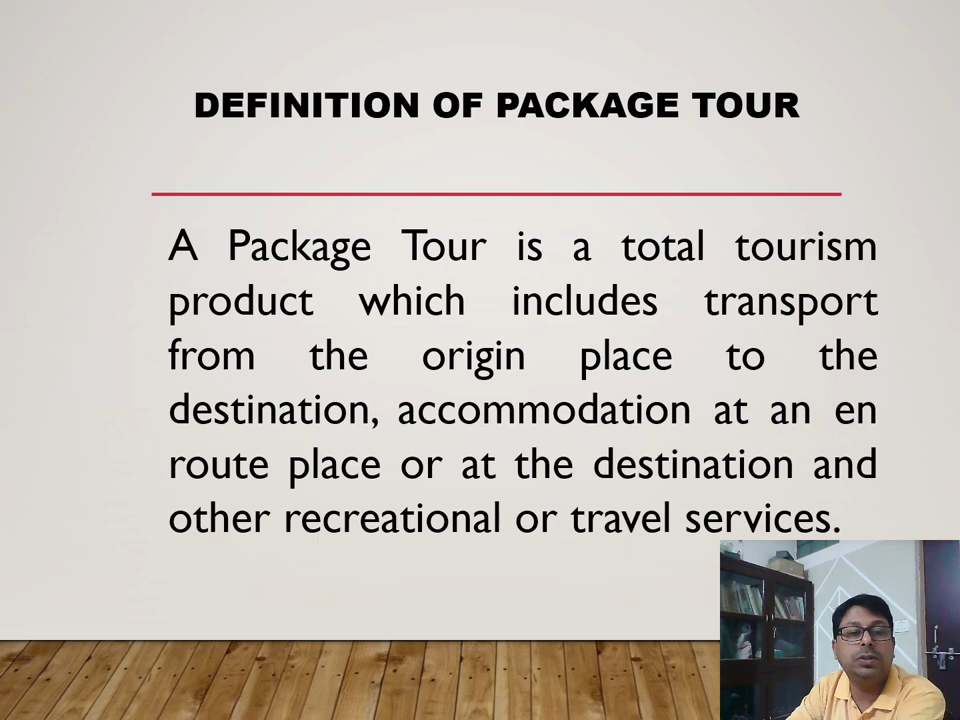 DEFINITION OF PACKAGE TOUR
A Package Tour is a total tourism
product which includes transport
from the origin place to the
destination, accommodation at an en
route place or at the destination and
other recreational or travel services.